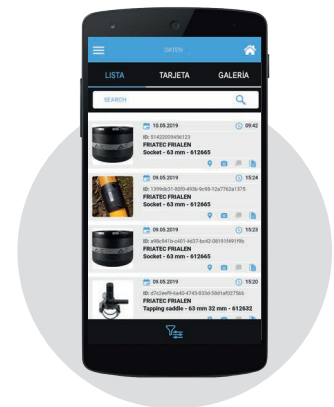 DATEN
LISTA TARJETA GALERÍA
SEARCH
10.05.2019 09:42
ID: 51422009456123
FRIATEC FRIALEN
Socket - 63 mm - 612665
09.05.2019 15:24
FRIATEC FRIALEN
Socket - 63 mm - 612665
09.05.2019 15:23
FRIATEC FRIALEN
Socket - 63 mm - 612665
09.05.2019 15:20
FRIATEC FRIALEN
Tapping saddle - 63 mm 32 mm - 612632